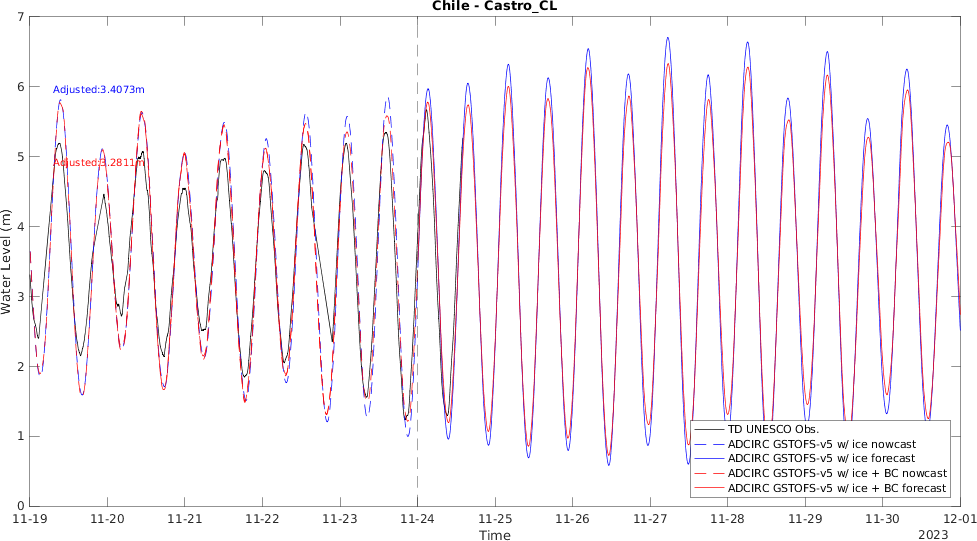 Chile - Castro_CL
7
6
5
4
3
2
1
0
Water Level (m)
Adjusted:3.4073m
Adjusted:3.2811m
TD UNESCO Obs.
ADCIRC GSTOFS-v5 w/ ice nowcast
ADCIRC GSTOFS-v5 w/ ice forecast
ADCIRC GSTOFS-v5 w/ ice + BC nowcast
ADCIRC GSTOFS-v5 w/ ice + BC forecast
11-19 11-20 11-21 11-22 11-23 11-24 11-25 11-26 11-27 11-28 11-29 11-30 12-01
Time
2023